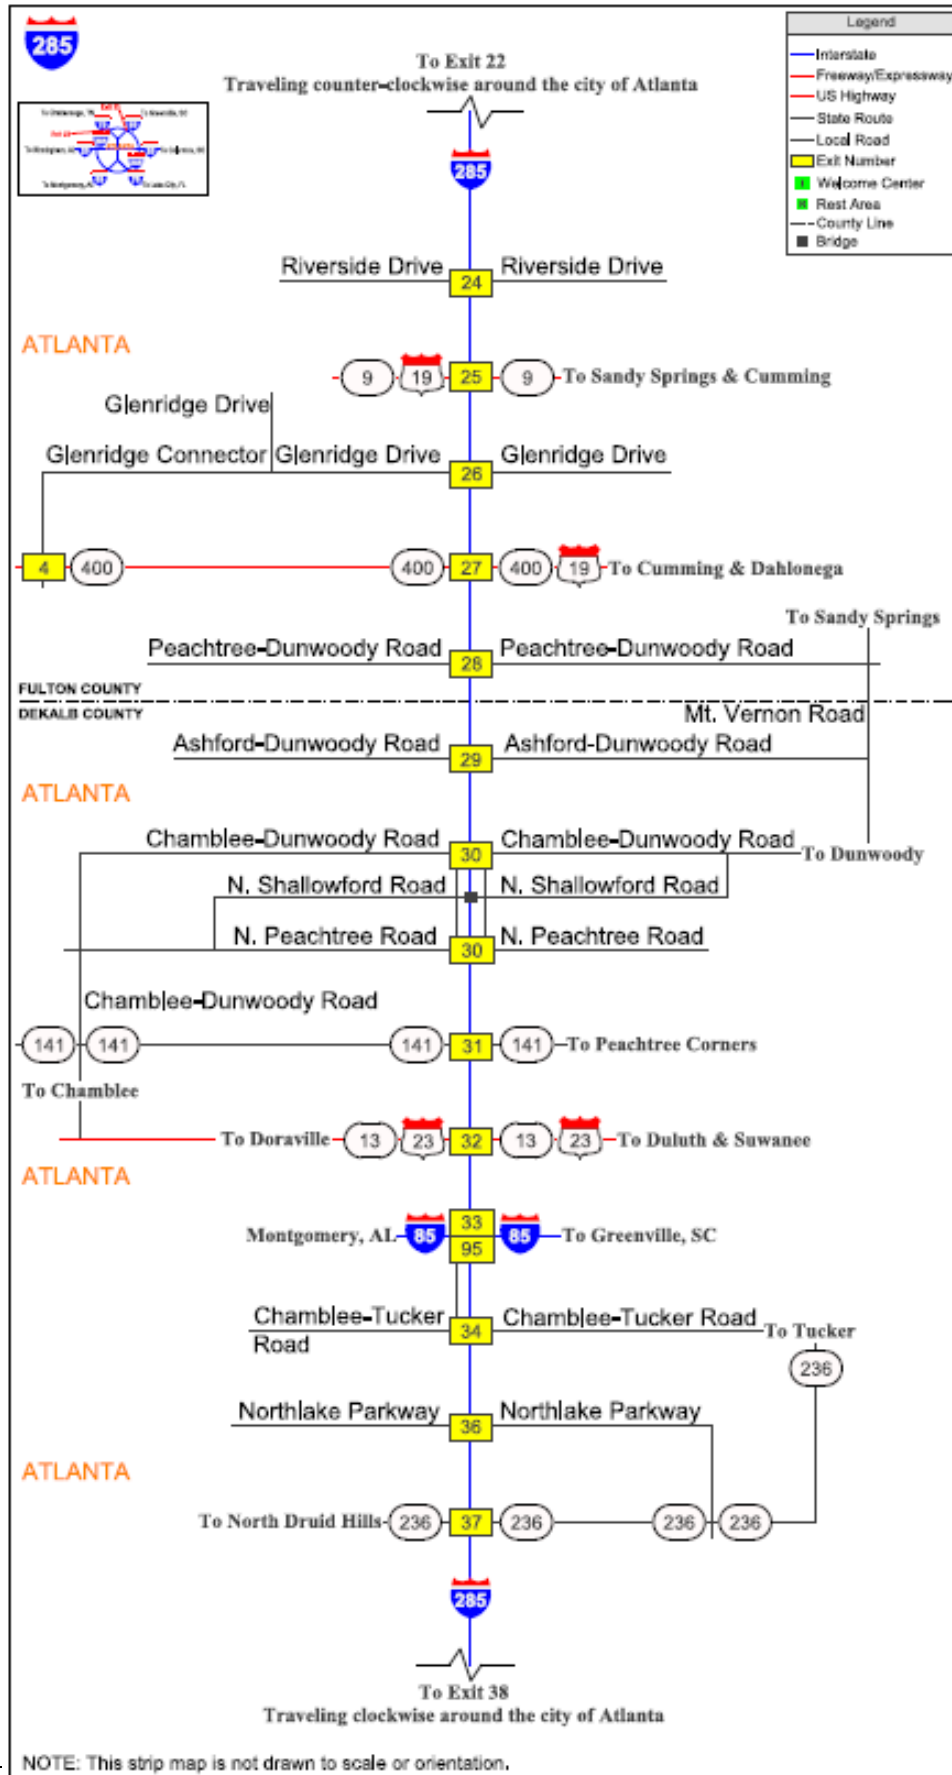 285
Legend
Interstate
Freeway/Expressway
US Highway
State Route
Local Road
Exit Number
Welcome Center
R Rest Area
County Line
Bridge
To Exit 22
Traveling counter-clockwise around the city of Atlanta
285
Riverside Drive 24 Riverside Drive
ATLANTA
9 19 25 9 To Sandy Springs & Cumming
Glenridge Drive
Glenridge Connector Glenridge Drive 26 Glenridge Drive
4 400 400 27 400 19 To Cumming & Dahlonega
To Sandy Springs
Peachtree-Dunwoody Road 28 Peachtree-Dunwoody Road
FULTON COUNTY
DEKALB COUNTY
Mt. Vernon Road
Ashford-Dunwoody Road 29 Ashford-Dunwoody Road
ATLANTA
Chamblee-Dunwoody Road 30 Chamblee-Dunwoody Road To Dunwoody
N. Shallowford Road N. Shallowford Road
N. Peachtree Road 30 N. Peachtree Road
Chamblee-Dunwoody Road
141 141 141 31 141 To Peachtree Corners
To Chamblee
To Doraville 13 23 32 13 23 To Duluth & Suwanee
ATLANTA
33
Montgomery, AL 85 95 85 To Greenville, SC
Chamblee-Tucker
Road
34 Chamblee-Tucker Road To Tucker
236
Northlake Parkway 36 Northlake Parkway
ATLANTA
To North Druid Hills 236 37 236 236 236
285
To Exit 38
Traveling clockwise around the city of Atlanta
NOTE: This strip map is not drawn to scale or orientation.